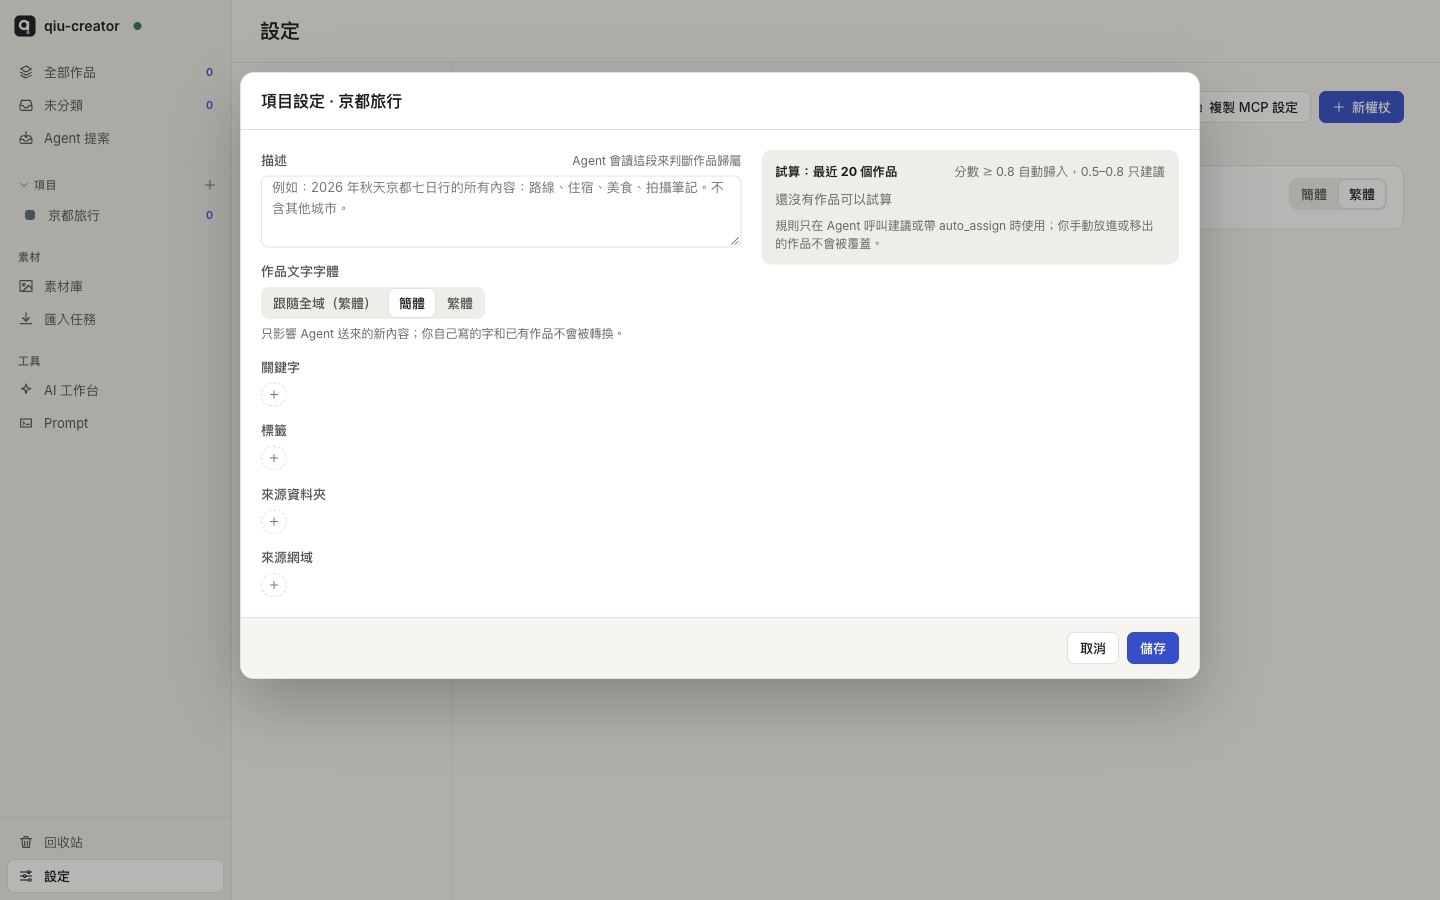 qiu-creator
全部作品 0
未分類 0
Agent 提案
項目
京都旅行 0
素材
素材庫
匯入任務
工具
AI 工作台
Prompt
回收站
設定
設定
複製 MCP 設定
新權杖
簡體 繁體
項目設定 · 京都旅行
描述 Agent 會讀這段來判斷作品歸屬
例如：2026 年秋天京都七日行的所有內容：路線、住宿、美食、拍攝筆記。不
含其他城市。
作品文字字體
跟隨全域（繁體） 簡體 繁體
只影響 Agent 送來的新內容；你自己寫的字和已有作品不會被轉換。
關鍵字
標籤
來源資料夾
來源網域
試算：最近 20 個作品 分數 ≥ 0.8 自動歸入，0.5–0.8 只建議
還沒有作品可以試算
規則只在 Agent 呼叫建議或帶 auto_assign 時使用；你手動放進或移出
的作品不會被覆蓋。
取消 儲存